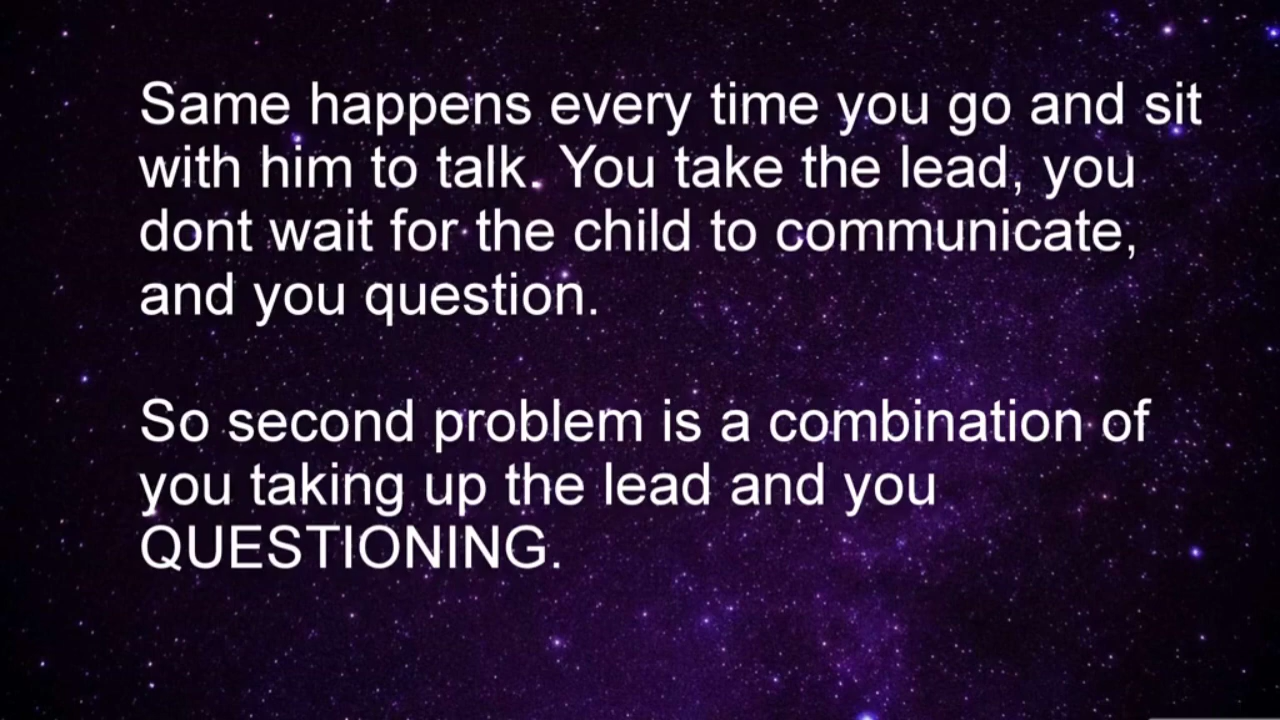 Same happens every time you go and sit
with him to talk. You take the lead, you
dont wait for the child to communicate,
and you question.
So second problem is a combination of
you taking up the lead and you
QUESTIONING.